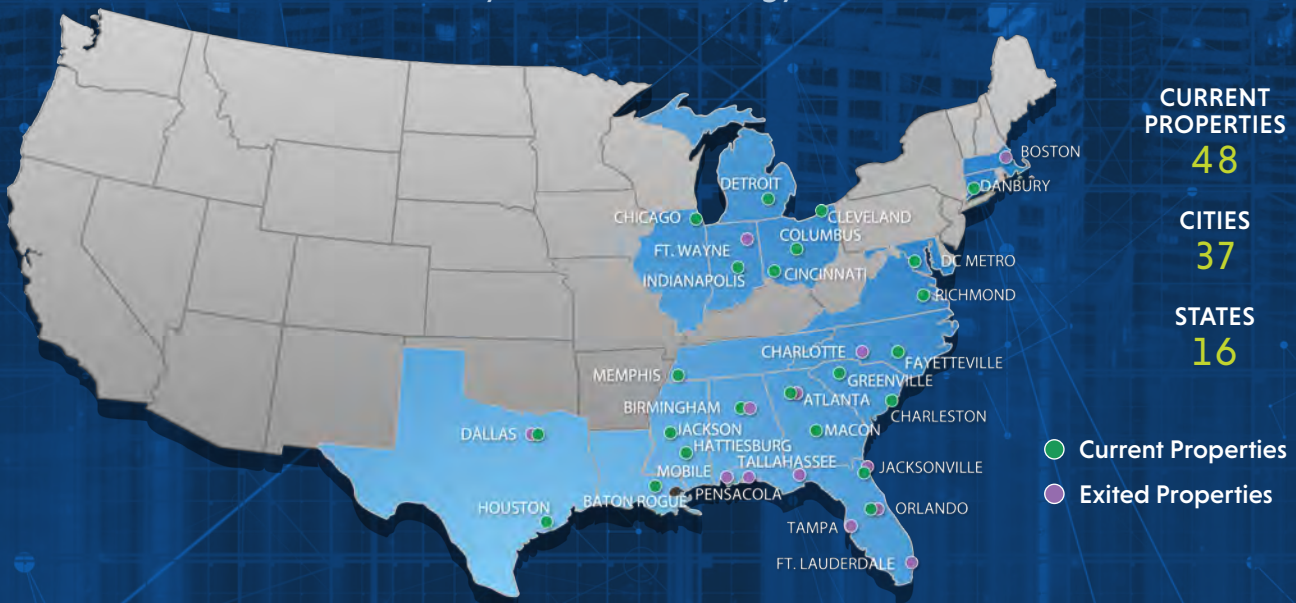 BOSTON
DANBURY
DETROIT
CHICAGO
CLEVELAND
COLUMBUS
FT. WAYNE
INDIANAPOLIS
CINCINNATI
DC METRO
RICHMOND
CHARLOTTE
FAYETTEVILLE
MEMPHIS
GREENVILLE
BIRMINGHAM
ATLANTA
CHARLESTON
DALLAS
JACKSON
MACON
HATTIESBURG
MOBILE
TALLAHASSEE
JACKSONVILLE
PENSACOLA
BATON ROGUE
HOUSTON
ORLANDO
TAMPA
FT. LAUDERDALE
CURRENT
PROPERTIES
48
CITIES
37
STATES
16
Current Properties
Exited Properties